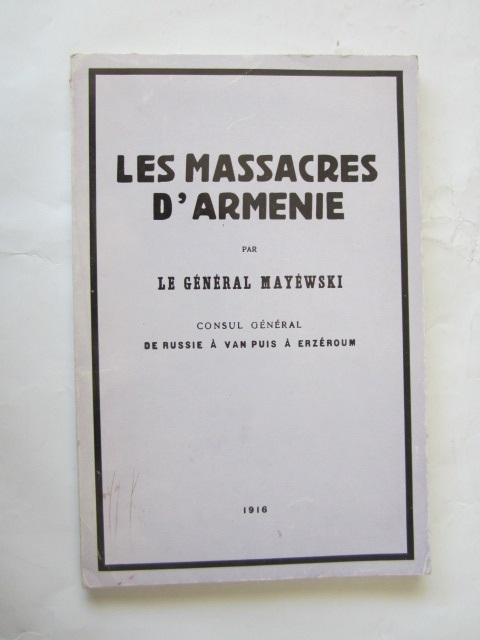 LES MASSACRES
D'ARMENIE
PAR
LE GÉNÉRAL MAYÉWSKI
CONSUL GÉNÉRAL
DE RUSSIE À VAN PUIS À ERZÉROUM
1916